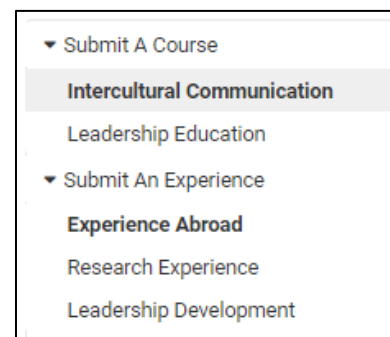 Submit A Course
Intercultural Communication
Leadership Education
Submit An Experience
Experience Abroad
Research Experience
Leadership Development